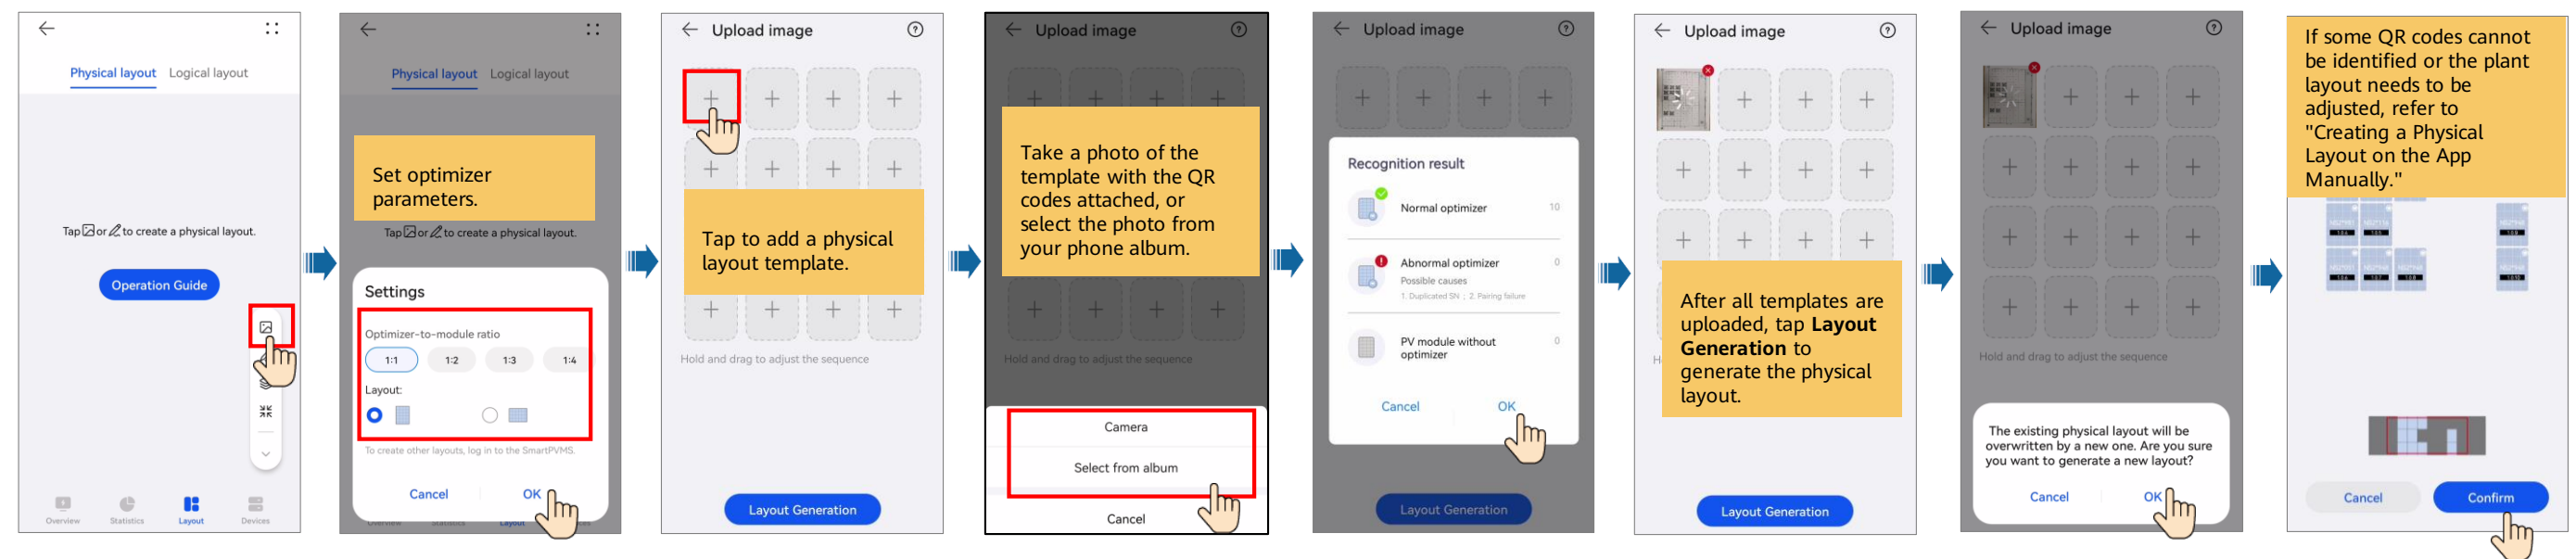 Physical layout Logical layout
Tap or to create a physical layout.
Operation Guide
Overview Statistics Layout Devices
Physical layout Logical layout
Set optimizer
parameters.
Tap or to create a physical layout.
Settings
Optimizer-to-module ratio
1:1 1:2 1:3 1:4
Layout:
To create other layouts, log in to the SmartPVMS.
Cancel OK
Overview Statistics Layout
Upload image
Tap to add a physical
layout template.
Hold and drag to adjust the sequence
Layout Generation
Upload image
Take a photo of the
template with the QR
codes attached, or
select the photo from
your phone album.
Hold and drag to adjust the sequence
Camera
Select from album
Cancel
Upload image
Recognition result
Normal optimizer 10
Abnormal optimizer 0
Possible causes
1. Duplicated SN ; 2. Pairing failure
PV module without
optimizer 0
Cancel OK
Layout Generation
Upload image
After all templates are
uploaded, tap Layout
Generation to
generate the physical
layout.
Layout Generation
Upload image
Hold and drag to adjust the sequence
The existing physical layout will be
overwritten by a new one. Are you sure
you want to generate a new layout?
Cancel OK
If some QR codes cannot
be identified or the plant
layout needs to be
adjusted, refer to
"Creating a Physical
Layout on the App
Manually."
Cancel Confirm